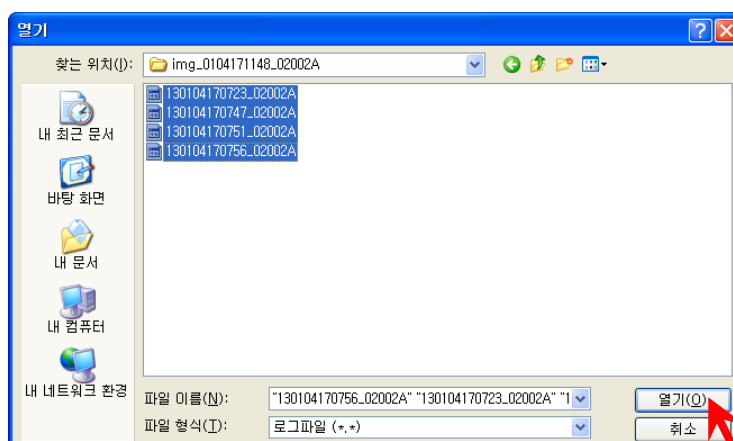 열기
찾는 위치(I):
img_0104171148_02002A
130104170723_02002A
130104170747_02002A
130104170751_02002A
130104170756_02002A
내 최근 문서
바탕 화면
내 문서
내 컴퓨터
내 네트워크 환경
파일 이름(N):
"130104170756_02002A" "130104170723_02002A" "1
열기(O)
파일 형식(T):
로그파일 (*.*)
취소